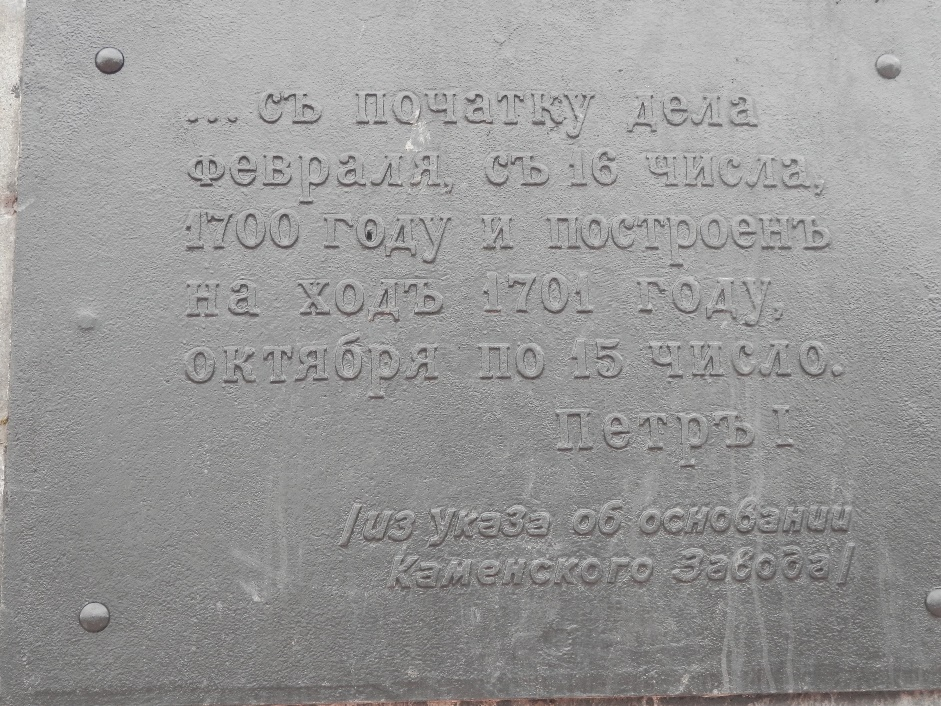 ...съ початку дела
февраля, съ 16 числа,
1700 году и построенъ
на ходъ 1701 году,
октября по 15 число.
Петръ I
/из указа об основании
Каменского завода/